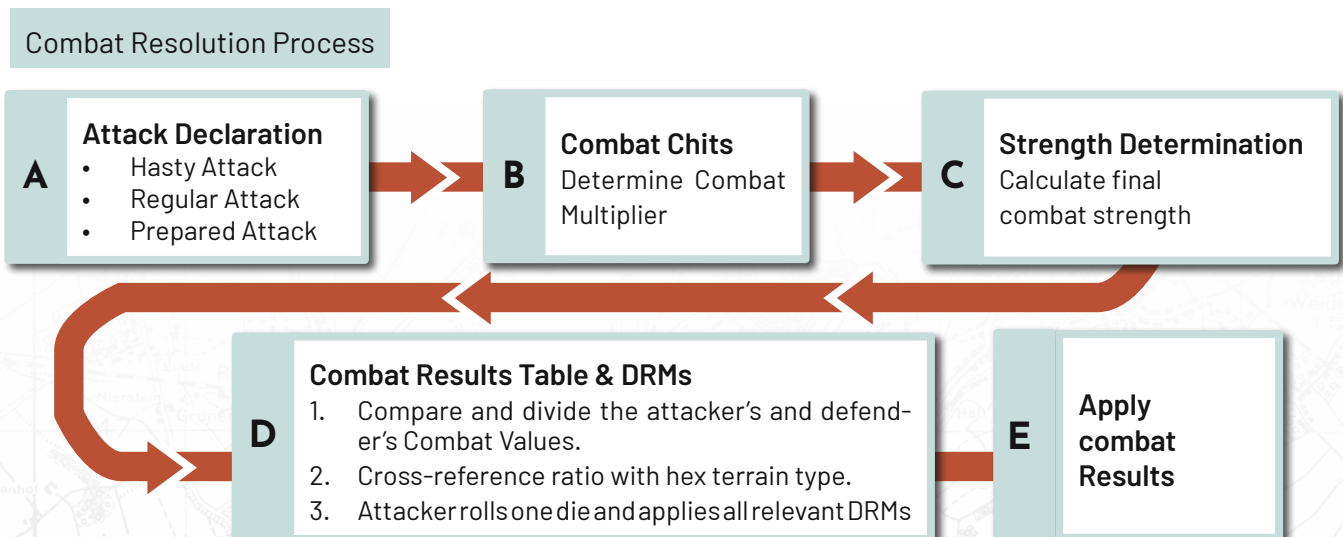 Combat Resolution Process
A
Attack Declaration
• Hasty Attack
• Regular Attack
• Prepared Attack
B
Combat Chits
Determine Combat
Multiplier
C
Strength Determination
Calculate final
combat strength
D
Combat Results Table & DRMs
1. Compare and divide the attacker's and defend-
er's Combat Values.
2. Cross-reference ratio with hex terrain type.
3. Attacker rolls one die and applies all relevant DRMs
E
Apply
combat
Results